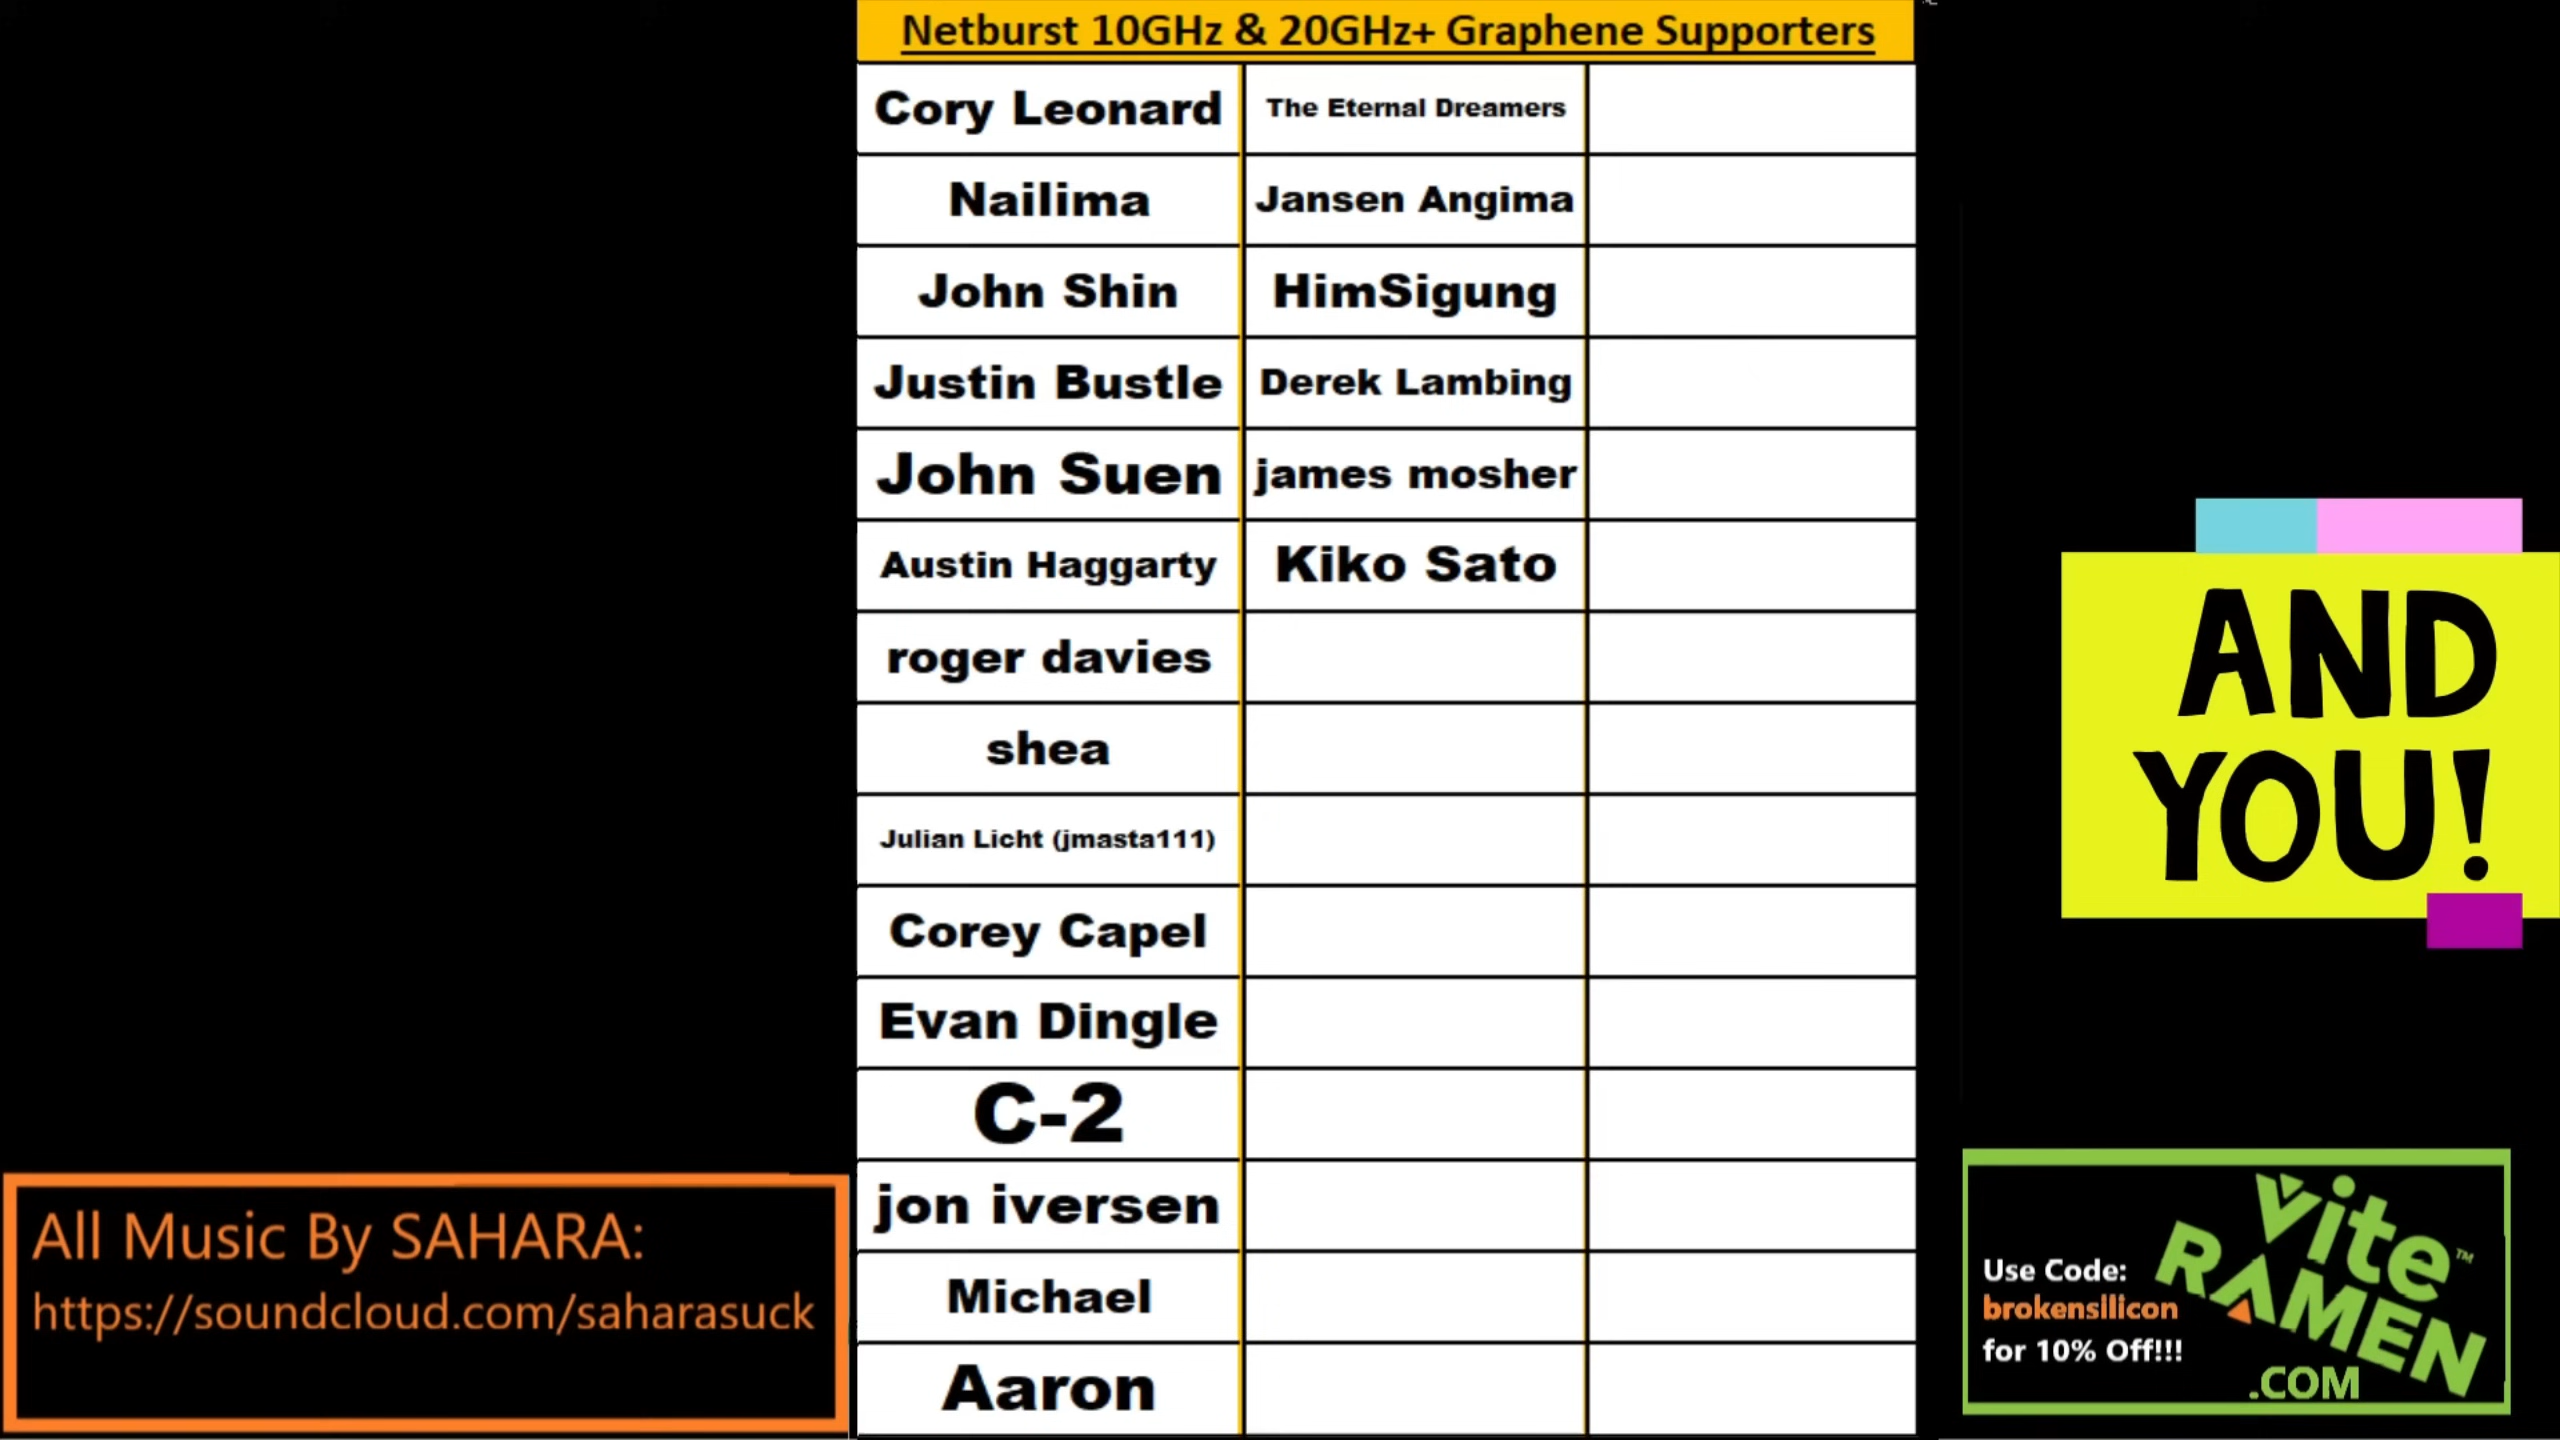 Netburst 10GHz & 20GHz+ Graphene Supporters
Cory Leonard
The Eternal Dreamers
Nailima
Jansen Angima
John Shin
HimSigung
Justin Bustle
Derek Lambing
John Suen
james mosher
Austin Haggarty
Kiko Sato
roger davies
shea
Julian Licht (jmasta111)
Corey Capel
Evan Dingle
C-2
jon iversen
Michael
Aaron
AND
YOU!
All Music By SAHARA:
https://soundcloud.com/saharasuck
Use Code:
brokensilicon
for 10% Off!!!
Vite™
RAMEN
.COM